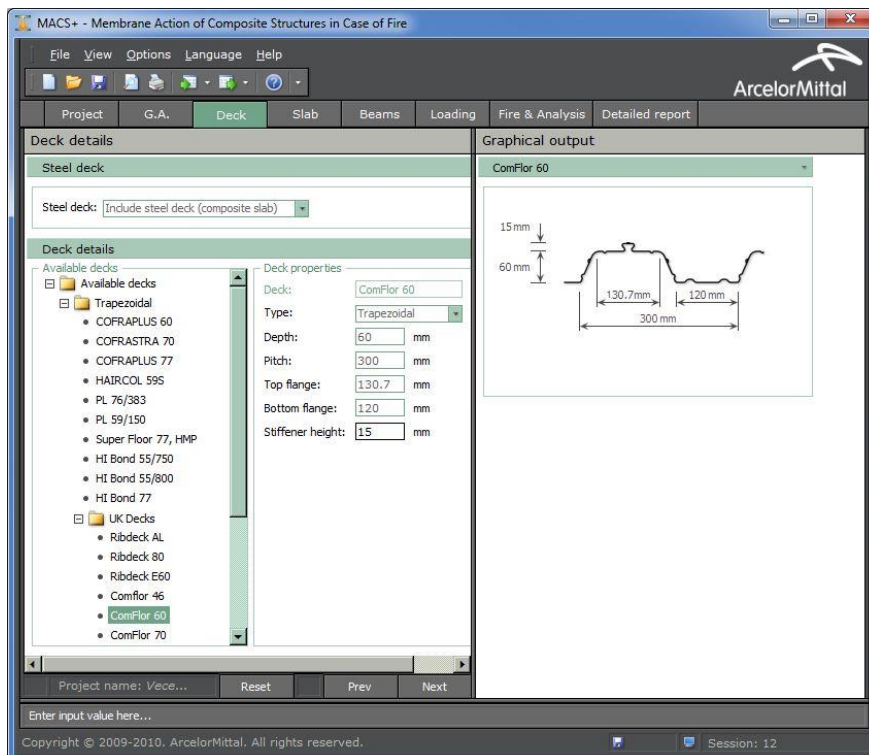 MACS+ - Membrane Action of Composite Structures in Case of Fire
File View Options Language Help
ArcelorMittal
Project G.A. Deck Slab Beams Loading Fire & Analysis Detailed report
Deck details
Steel deck
Steel deck: Include steel deck (composite slab)
Deck details
Available decks
Available decks
Trapezoidal
COFRAPLUS 60
COFRASTRA 70
COFRAPLUS 77
HAIRCOL 59S
PL 76/383
PL 59/150
Super Floor 77, HMP
HI Bond 55/750
HI Bond 55/800
HI Bond 77
UK Decks
Ribdeck AL
Ribdeck 80
Ribdeck E60
Comflor 46
ComFlor 60
ComFlor 70
Deck properties
Deck: ComFlor 60
Type: Trapezoidal
Depth: 60 mm
Pitch: 300 mm
Top flange: 130.7 mm
Bottom flange: 120 mm
Stiffener height: 15 mm
Graphical output
ComFlor 60
15 mm
60 mm
130.7mm 120 mm
300 mm
Project name: Vece... Reset Prev Next
Enter input value here...
Copyright © 2009-2010. ArcelorMittal. All rights reserved. Session: 12